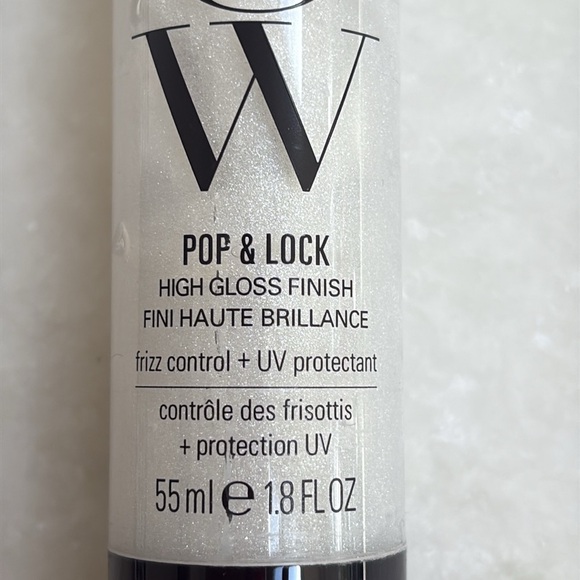 W
POP & LOCK
HIGH GLOSS FINISH
FINI HAUTE BRILLANCE
frizz control + UV protectant
contrôle des frisottis
+ protection UV
55 ml e 1.8 FL OZ